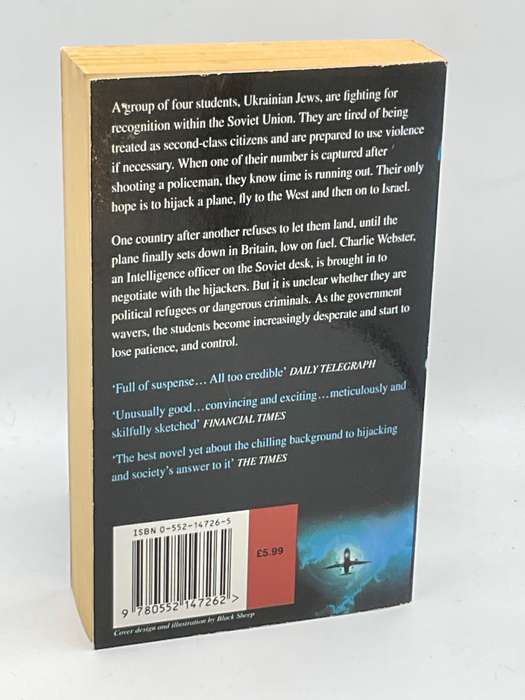 A group of four students, Ukrainian Jews, are fighting for
recognition within the Soviet Union. They are tired of being
treated as second-class citizens and are prepared to use violence
if necessary. When one of their number is captured after
shooting a policeman, they know time is running out. Their only
hope is to hijack a plane, fly to the West and then on to Israel.
One country after another refuses to let them land, until the
plane finally sets down in Britain, low on fuel. Charlie Webster,
an Intelligence officer on the Soviet desk, is brought in to
negotiate with the hijackers. But it is unclear whether they are
political refugees or dangerous criminals. As the government
wavers, the students become increasingly desperate and start to
lose patience, and control.
‘Full of suspense... All too credible’ DAILY TELEGRAPH
‘Unusually good...convincing and exciting...meticulously and
skilfully sketched’ FINANCIAL TIMES
‘The best novel yet about the chilling background to hijacking
and society's answer to it’ THE TIMES
ISBN 0-552-14726-5
£5.99
9 780552 147262 >
Cover design and illustration by Black Sheep